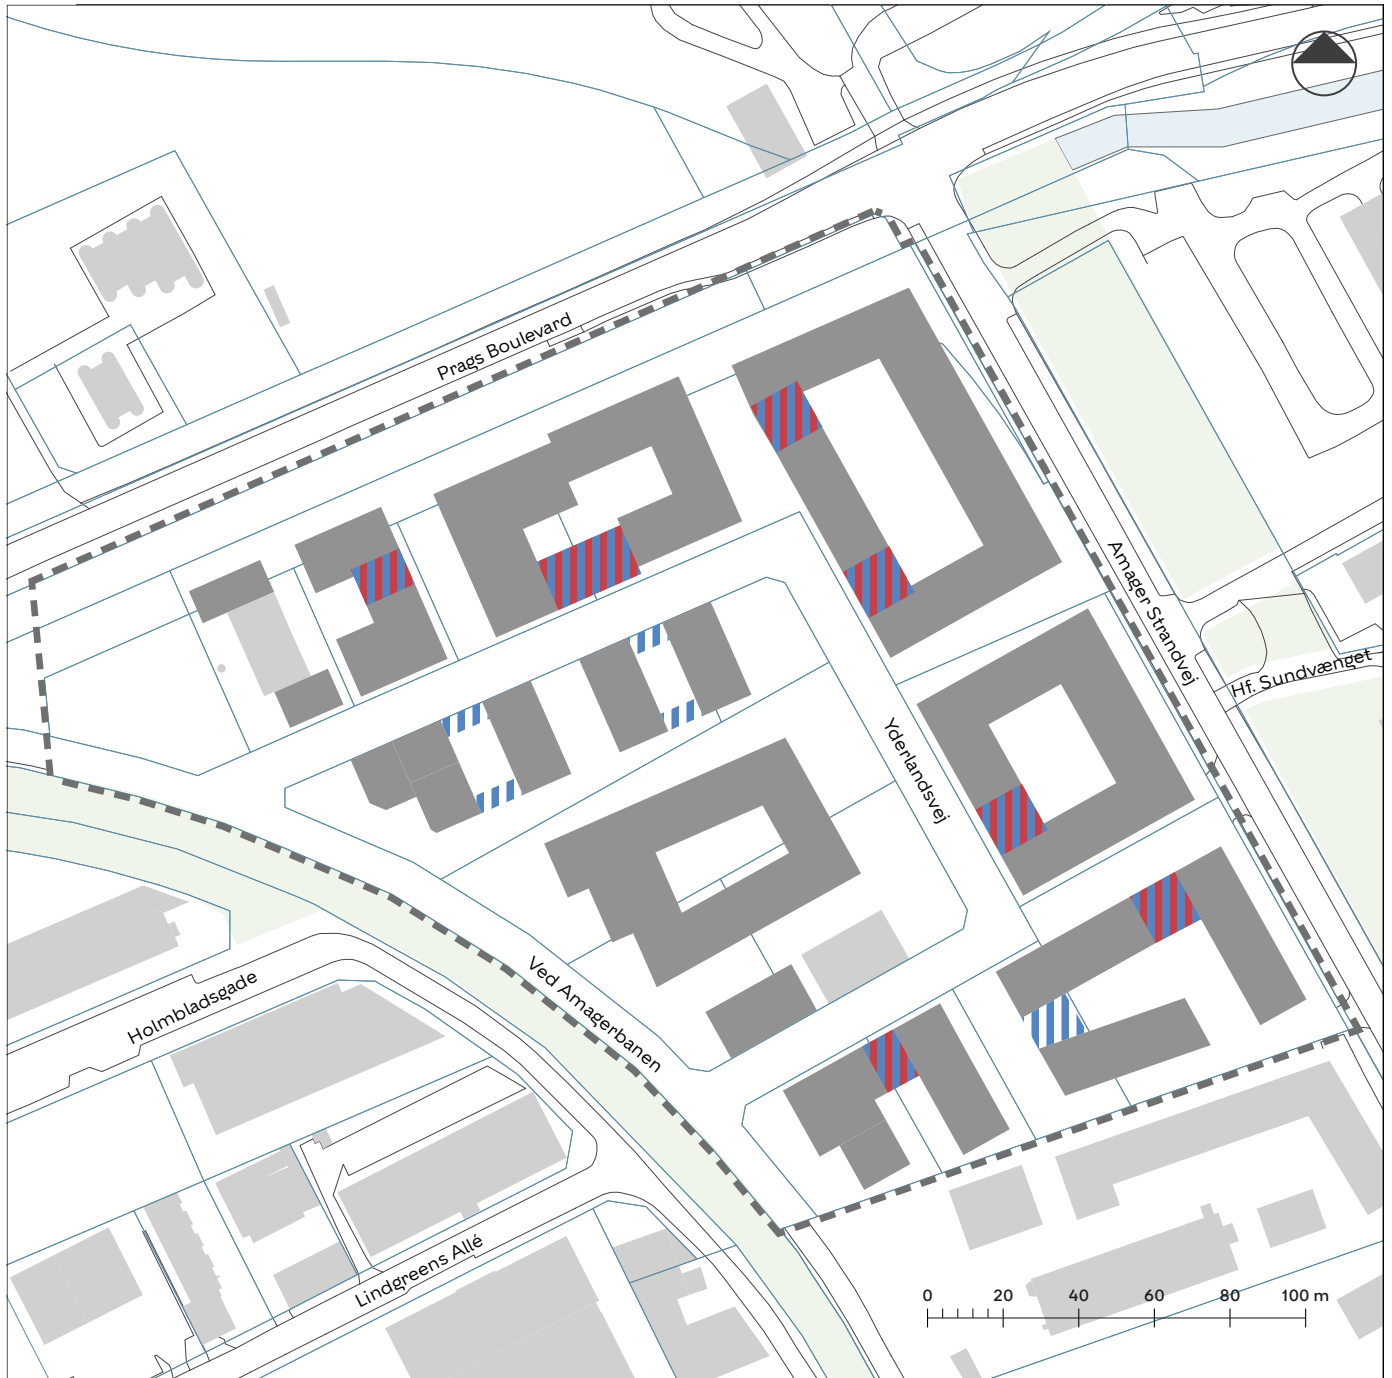 Prags Boulevard
Amager Strandvej
Hf. Sundvænget
Yderlandsvej
Ved Amagerbanen
Holmbladsgade
Lindgreens Allé
0 20 40 60 80 100 m